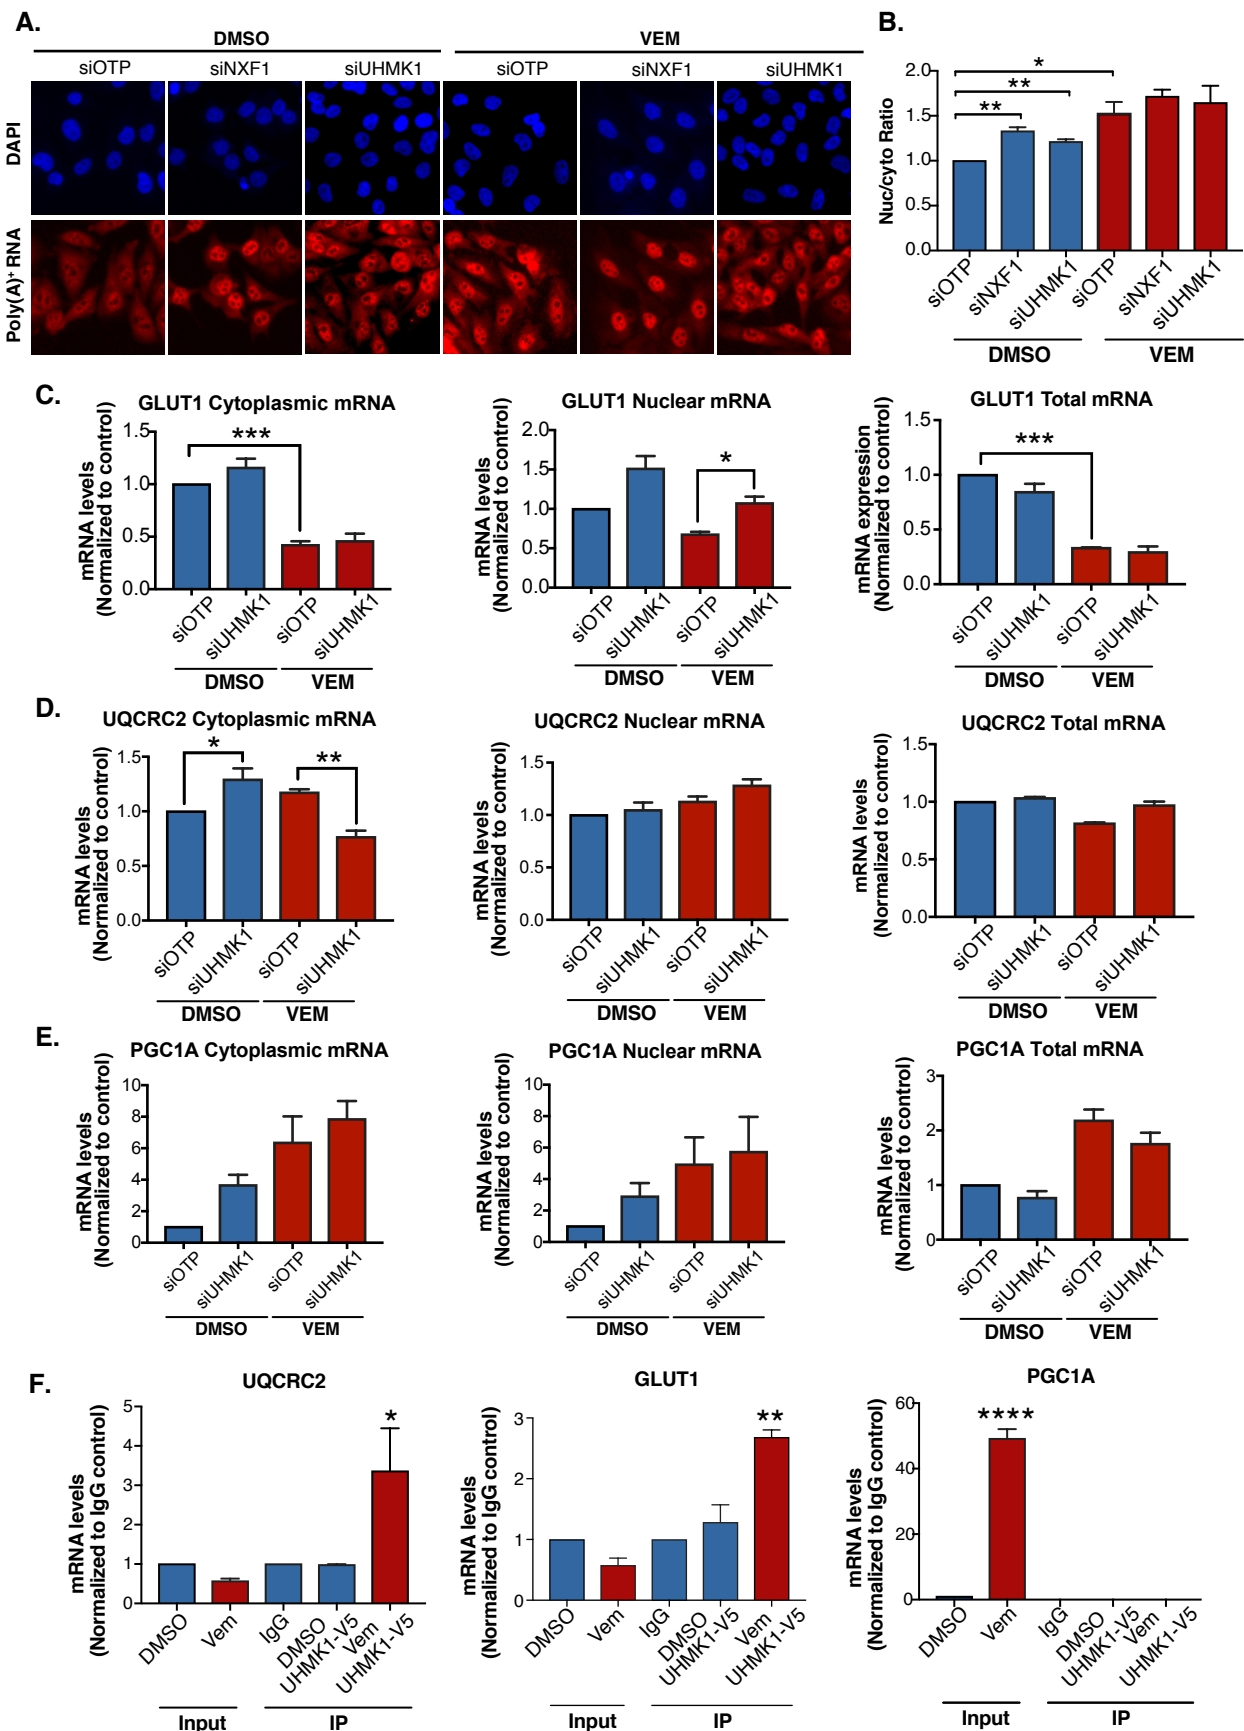 A.
DMSO VEM
siOTP siNXF1 siUHMK1 siOTP siNXF1 siUHMK1
DAPI
Poly(A)+ RNA
B.
Nuc/cyto Ratio
2.0
1.5
1.0
0.5
0.0
*
**
**
siOTP siNXF1 siUHMK1 siOTP siNXF1 siUHMK1
DMSO VEM
C.
GLUT1 Cytoplasmic mRNA
mRNA levels
(Normalized to control)
1.5
1.0
0.5
0.0
***
siOTP siUHMK1 siOTP siUHMK1
DMSO VEM
GLUT1 Nuclear mRNA
mRNA levels
(Normalized to control)
2.0
1.5
1.0
0.5
0.0
*
siOTP siUHMK1 siOTP siUHMK1
DMSO VEM
GLUT1 Total mRNA
mRNA expression
(Normalized to control)
1.5
1.0
0.5
0.0
***
siOTP siUHMK1 siOTP siUHMK1
DMSO VEM
D.
UQCRC2 Cytoplasmic mRNA
mRNA levels
(Normalized to control)
1.5
1.0
0.5
0.0
*
**
siOTP siUHMK1 siOTP siUHMK1
DMSO VEM
UQCRC2 Nuclear mRNA
mRNA levels
(Normalized to control)
1.5
1.0
0.5
0.0
siOTP siUHMK1 siOTP siUHMK1
DMSO VEM
UQCRC2 Total mRNA
mRNA levels
(Normalized to control)
1.5
1.0
0.5
0.0
siOTP siUHMK1 siOTP siUHMK1
DMSO VEM
E.
PGC1A Cytoplasmic mRNA
mRNA levels
(Normalized to control)
10
8
6
4
2
0
siOTP siUHMK1 siOTP siUHMK1
DMSO VEM
PGC1A Nuclear mRNA
mRNA levels
(Normalized to control)
10
8
6
4
2
0
siOTP siUHMK1 siOTP siUHMK1
DMSO VEM
PGC1A Total mRNA
mRNA levels
(Normalized to control)
3
2
1
0
siOTP siUHMK1 siOTP siUHMK1
DMSO VEM
F.
UQCRC2
mRNA levels
(Normalized to IgG control)
5
4
3
2
1
0
*
DMSO Vem IgG DMSO UHMK1-V5 Vem UHMK1-V5
Input IP
GLUT1
mRNA levels
(Normalized to IgG control)
3
2
1
0
**
DMSO Vem IgG DMSO UHMK1-V5 Vem UHMK1-V5
Input IP
PGC1A
mRNA levels
(Normalized to IgG control)
60
40
20
0
****
DMSO Vem IgG DMSO UHMK1-V5 Vem UHMK1-V5
Input IP